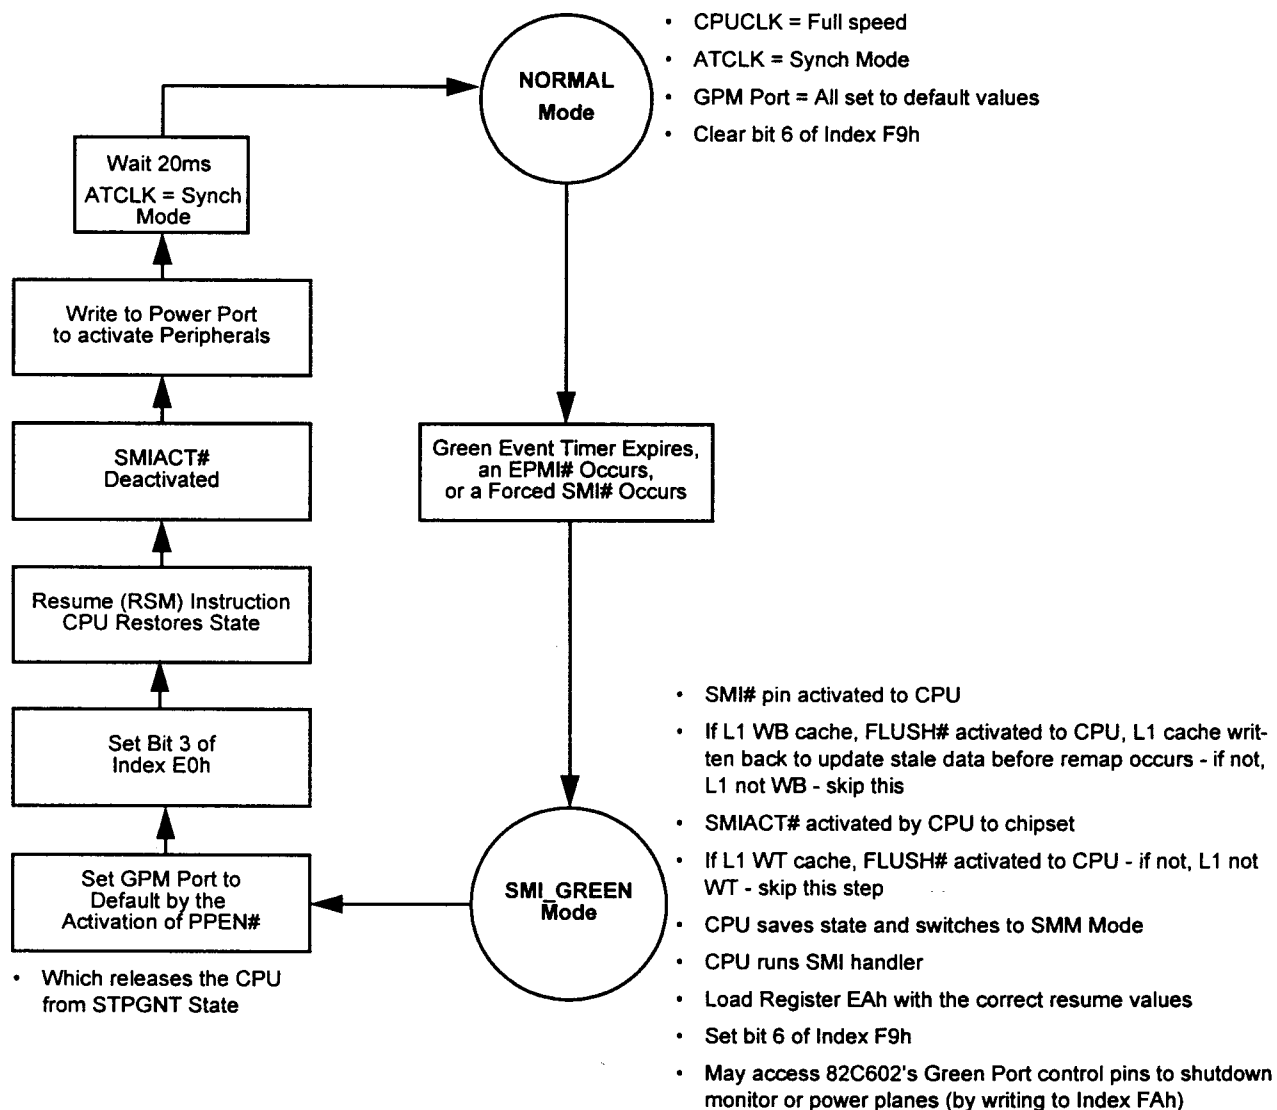 NORMAL
Mode
• CPUCLK = Full speed
• ATCLK = Synch Mode
• GPM Port = All set to default values
• Clear bit 6 of Index F9h
Wait 20ms
ATCLK = Synch
Mode
Write to Power Port
to activate Peripherals
SMIACT#
Deactivated
Resume (RSM) Instruction
CPU Restores State
Set Bit 3 of
Index E0h
Set GPM Port to
Default by the
Activation of PPEN#
• Which releases the CPU
from STPGNT State
Green Event Timer Expires,
an EPMI# Occurs,
or a Forced SMI# Occurs
SMI_GREEN
Mode
• SMI# pin activated to CPU
• If L1 WB cache, FLUSH# activated to CPU, L1 cache writ-
ten back to update stale data before remap occurs - if not,
L1 not WB - skip this
• SMIACT# activated by CPU to chipset
• If L1 WT cache, FLUSH# activated to CPU - if not, L1 not
WT - skip this step
• CPU saves state and switches to SMM Mode
• CPU runs SMI handler
• Load Register EAh with the correct resume values
• Set bit 6 of Index F9h
• May access 82C602's Green Port control pins to shutdown
monitor or power planes (by writing to Index FAh)